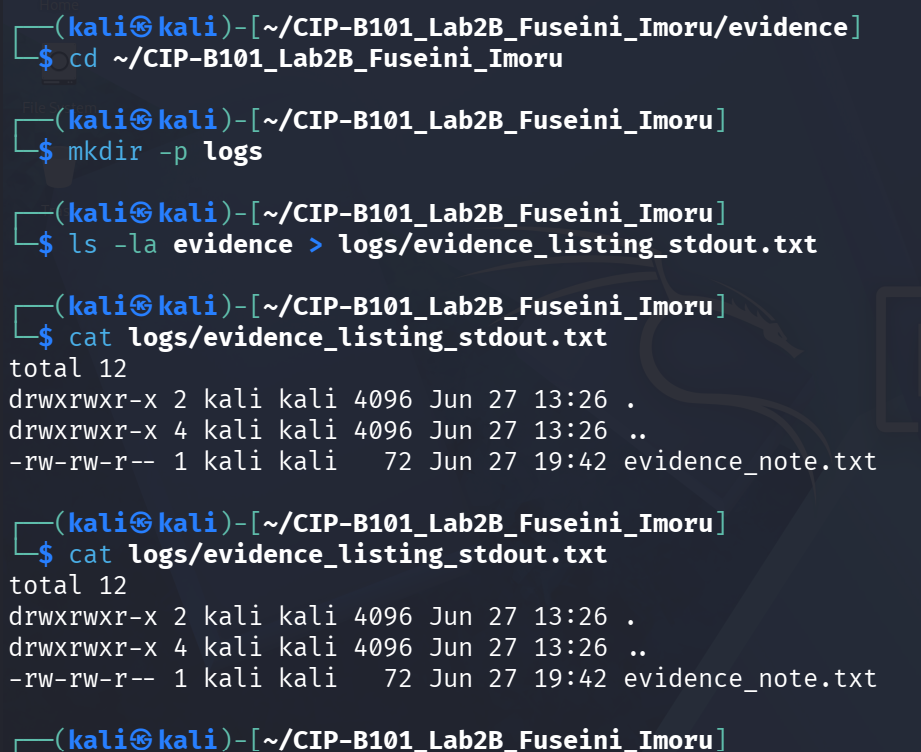 Home
┌──(kali㉿kali)-[~/CIP-B101_Lab2B_Fuseini_Imoru/evidence]
└─$ cd ~/CIP-B101_Lab2B_Fuseini_Imoru
File System
┌──(kali㉿kali)-[~/CIP-B101_Lab2B_Fuseini_Imoru]
└─$ mkdir -p logs
┌──(kali㉿kali)-[~/CIP-B101_Lab2B_Fuseini_Imoru]
└─$ ls -la evidence > logs/evidence_listing_stdout.txt
┌──(kali㉿kali)-[~/CIP-B101_Lab2B_Fuseini_Imoru]
└─$ cat logs/evidence_listing_stdout.txt
total 12
drwxrwxr-x 2 kali kali 4096 Jun 27 13:26 .
drwxrwxr-x 4 kali kali 4096 Jun 27 13:26 ..
-rw-rw-r-- 1 kali kali   72 Jun 27 19:42 evidence_note.txt
┌──(kali㉿kali)-[~/CIP-B101_Lab2B_Fuseini_Imoru]
└─$ cat logs/evidence_listing_stdout.txt
total 12
drwxrwxr-x 2 kali kali 4096 Jun 27 13:26 .
drwxrwxr-x 4 kali kali 4096 Jun 27 13:26 ..
-rw-rw-r-- 1 kali kali   72 Jun 27 19:42 evidence_note.txt
┌──(kali㉿kali)-[~/CIP-B101_Lab2B_Fuseini_Imoru]